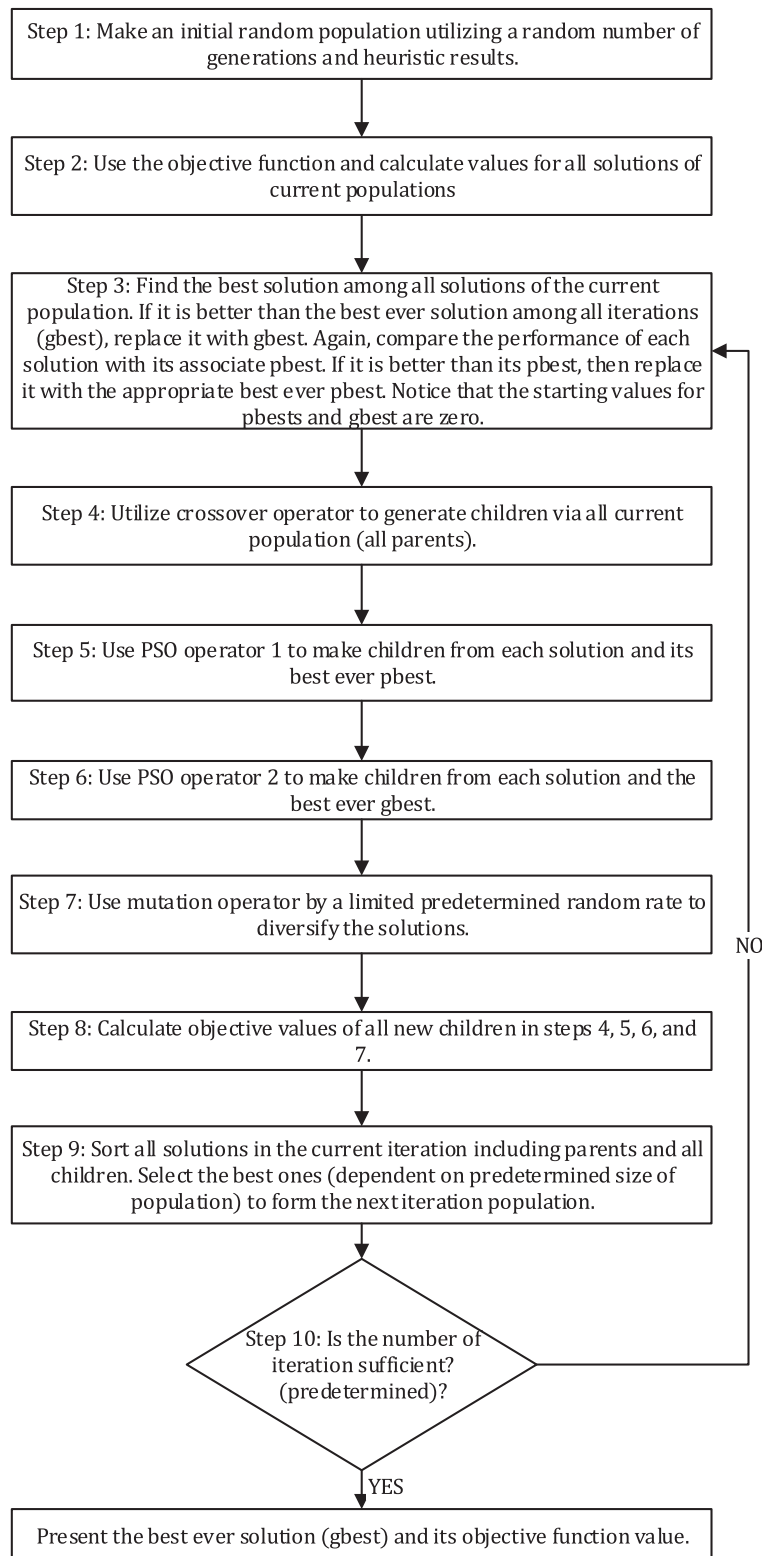 Step 1: Make an initial random population utilizing a random number of
generations and heuristic results.
Step 2: Use the objective function and calculate values for all solutions of
current populations
Step 3: Find the best solution among all solutions of the current
population. If it is better than the best ever solution among all iterations
(gbest), replace it with gbest. Again, compare the performance of each
solution with its associate pbest. If it is better than its pbest, then replace
it with the appropriate best ever pbest. Notice that the starting values for
pbests and gbest are zero.
Step 4: Utilize crossover operator to generate children via all current
population (all parents).
Step 5: Use PSO operator 1 to make children from each solution and its
best ever pbest.
Step 6: Use PSO operator 2 to make children from each solution and the
best ever gbest.
Step 7: Use mutation operator by a limited predetermined random rate to
diversify the solutions.
NO
Step 8: Calculate objective values of all new children in steps 4, 5, 6, and
7.
Step 9: Sort all solutions in the current iteration including parents and all
children. Select the best ones (dependent on predetermined size of
population) to form the next iteration population.
Step 10: Is the number of
iteration sufficient?
(predetermined)?
YES
Present the best ever solution (gbest) and its objective function value.